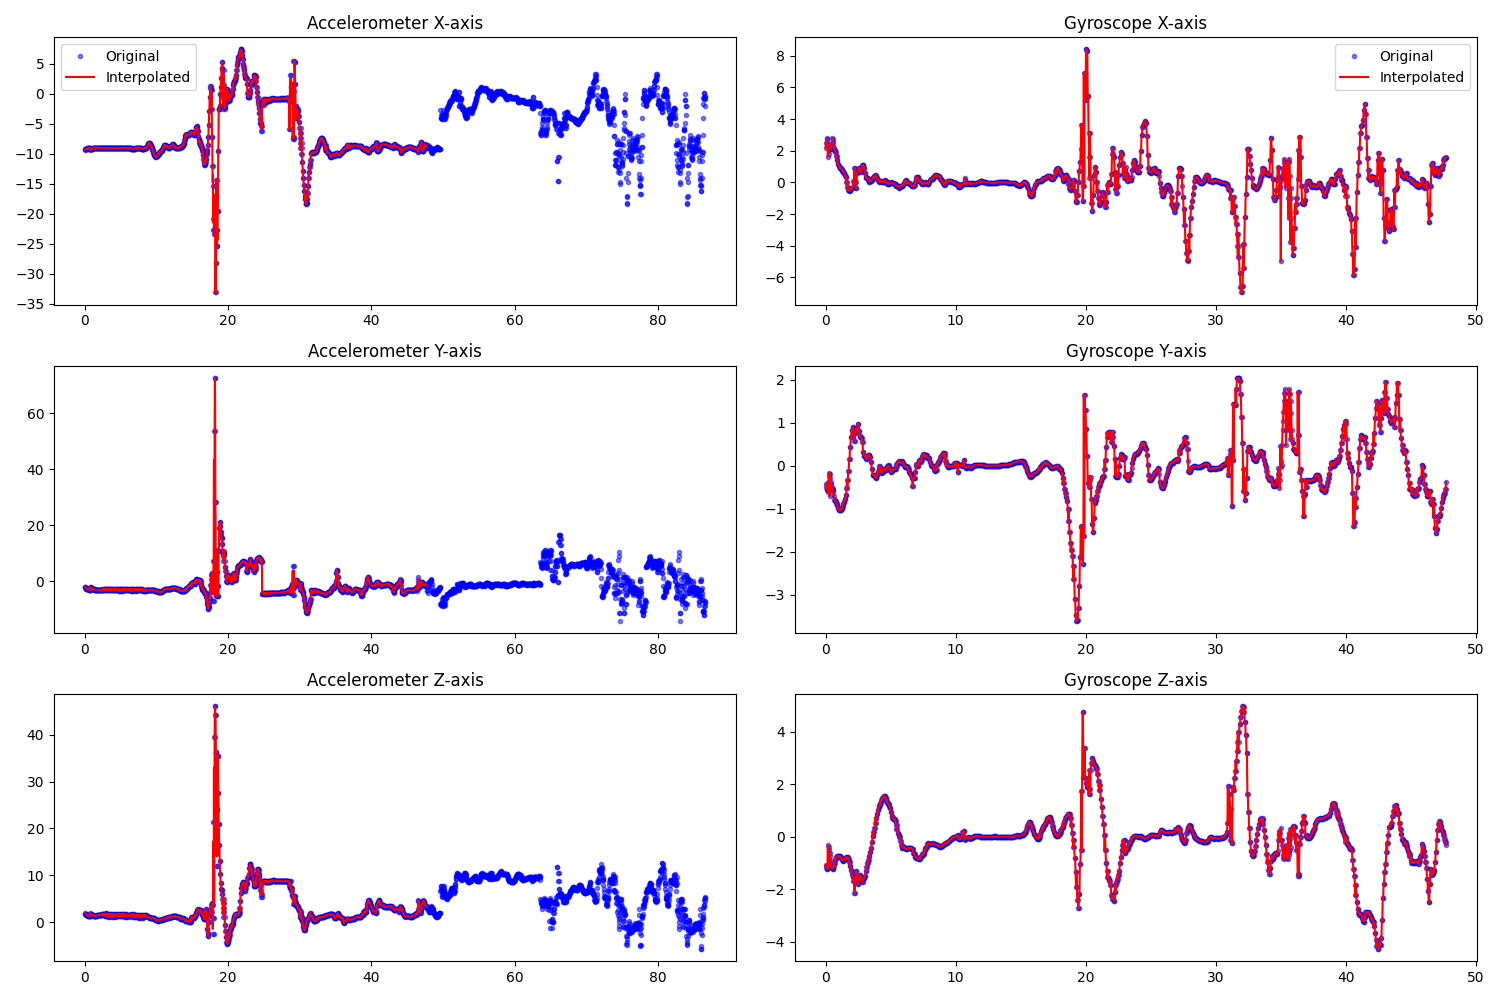 Accelerometer X-axis
Original
Interpolated
5
0
−5
−10
−15
−20
−25
−30
−35
0 20 40 60 80
Gyroscope X-axis
Original
Interpolated
8
6
4
2
0
−2
−4
−6
0 10 20 30 40 50
Accelerometer Y-axis
60
40
20
0
0 20 40 60 80
Gyroscope Y-axis
2
1
0
−1
−2
−3
0 10 20 30 40 50
Accelerometer Z-axis
40
30
20
10
0
0 20 40 60 80
Gyroscope Z-axis
4
2
0
−2
−4
0 10 20 30 40 50